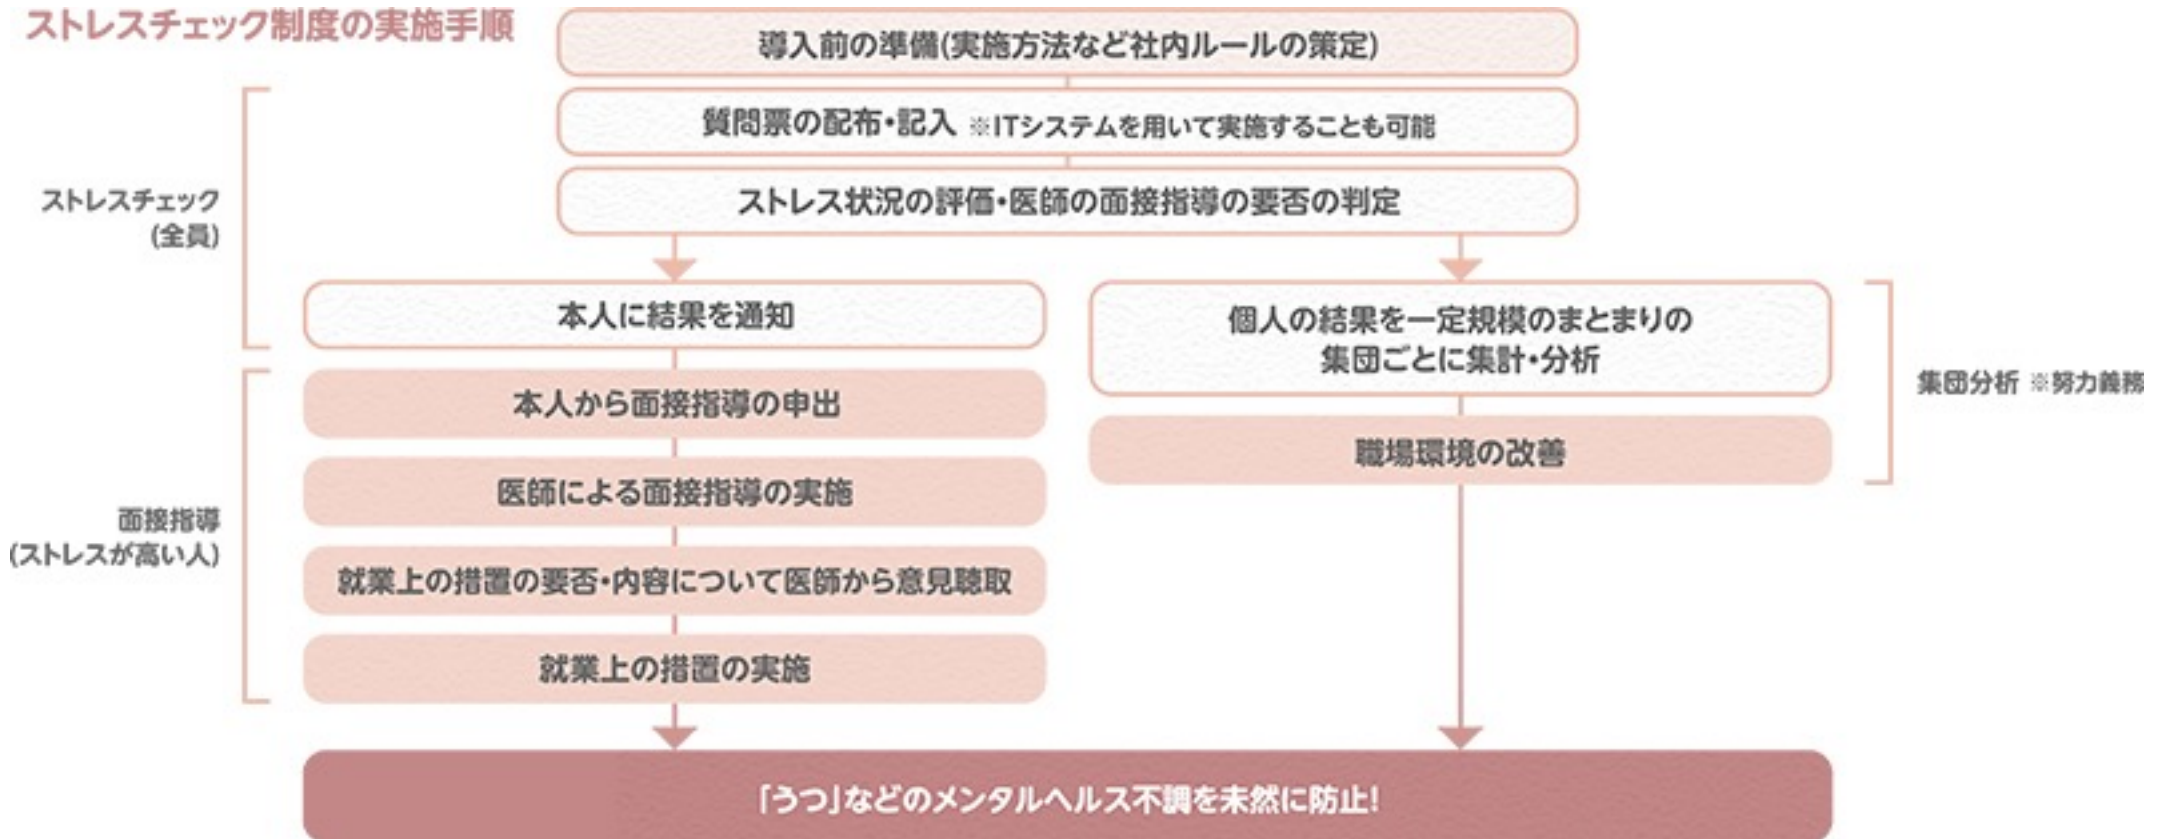 ストレスチェック制度の実施手順
導入前の準備(実施方法など社内ルールの策定)
質問票の配布・記入 ※ITシステムを用いて実施することも可能
ストレス状況の評価・医師の面接指導の要否の判定
ストレスチェック
(全員)
本人に結果を通知
個人の結果を一定規模のまとまりの
集団ごとに集計・分析
集団分析 ※努力義務
職場環境の改善
面接指導
(ストレスが高い人)
本人から面接指導の申出
医師による面接指導の実施
就業上の措置の要否・内容について医師から意見聴取
就業上の措置の実施
「うつ」などのメンタルヘルス不調を未然に防止!